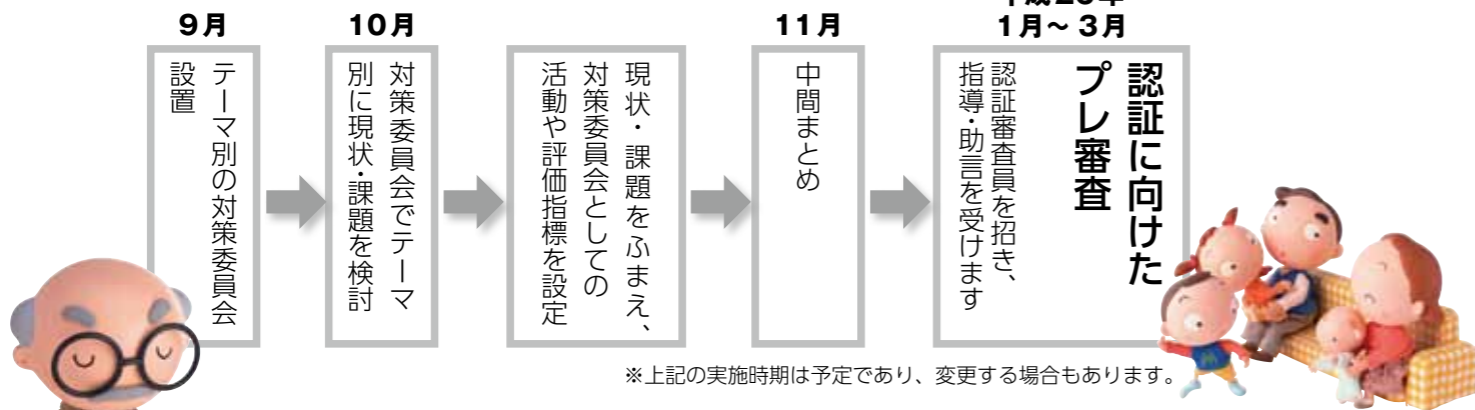 9月
テーマ別の対策委員会
設置
10月
対策委員会でテーマ
別に現状・課題を検討
現状・課題をふまえ、
対策委員会としての
活動や評価指標を設定
11月
中間まとめ
1月～3月
認証に向けた
プレ審査
認証審査員を招き、
指導・助言を受けます
※上記の実施時期は予定であり、変更する場合もあります。